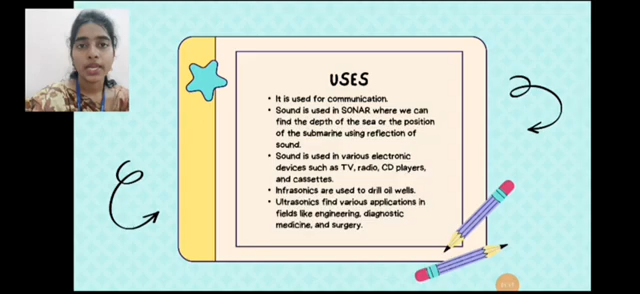 USES
• It is used for communication.
• Sound is used in SONAR where we can
find the depth of the sea or the position
of the submarine using reflection of
sound.
• Sound is used in various electronic
devices such as TV, radio, CD players,
and cassettes.
• Infrasonics are used to drill oil wells.
• Ultrasonics find various applications in
fields like engineering, diagnostic
medicine, and surgery.